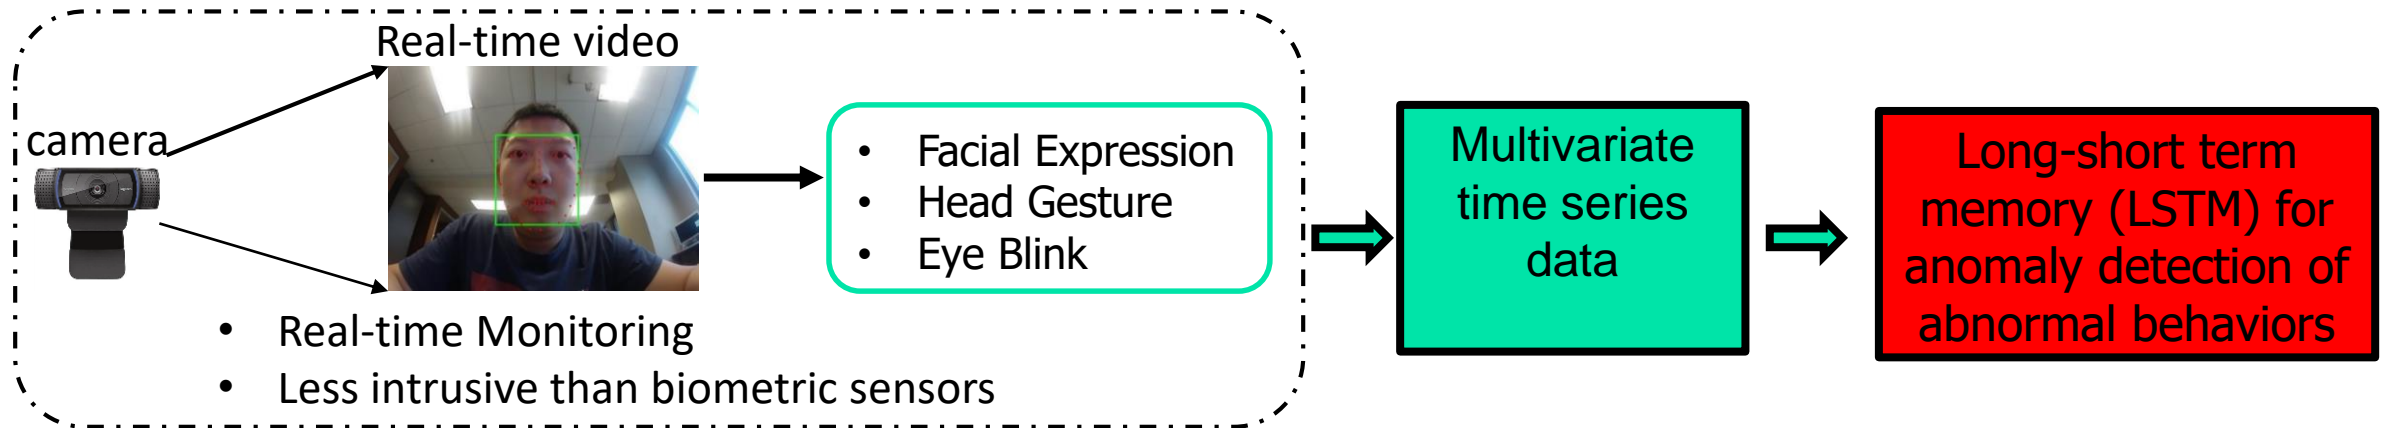 Real-time video
camera
• Facial Expression
• Head Gesture
• Eye Blink
• Real-time Monitoring
• Less intrusive than biometric sensors
Multivariate
time series
data
Long-short term
memory (LSTM) for
anomaly detection of
abnormal behaviors